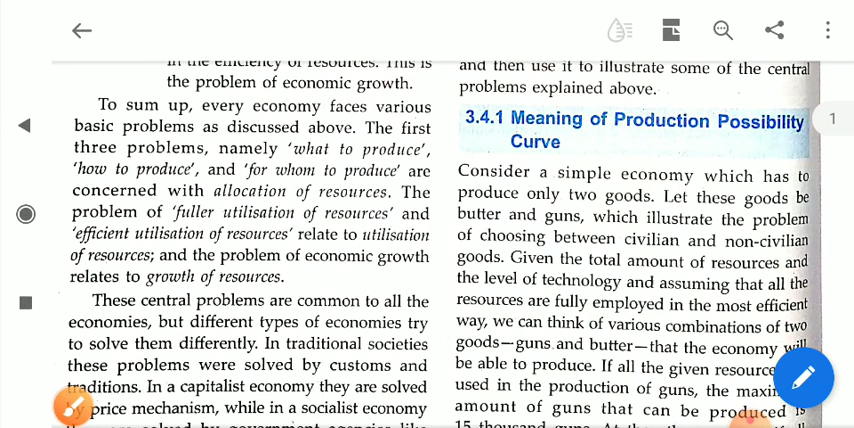 in the efficiency of resources. This is
the problem of economic growth.
To sum up, every economy faces various
basic problems as discussed above. The first
three problems, namely ‘what to produce’,
‘how to produce’, and ‘for whom to produce’ are
concerned with allocation of resources. The
problem of ‘fuller utilisation of resources’ and
‘efficient utilisation of resources’ relate to utilisation
of resources; and the problem of economic growth
relates to growth of resources.
These central problems are common to all the
economies, but different types of economies try
to solve them differently. In traditional societies
these problems were solved by customs and
traditions. In a capitalist economy they are solved
by price mechanism, while in a socialist economy
and then use it to illustrate some of the central
problems explained above.
3.4.1 Meaning of Production Possibility
Curve
Consider a simple economy which has to
produce only two goods. Let these goods be
butter and guns, which illustrate the problem
of choosing between civilian and non-civilian
goods. Given the total amount of resources and
the level of technology and assuming that all the
resources are fully employed in the most efficient
way, we can think of various combinations of two
goods—guns and butter—that the economy will
be able to produce. If all the given
used in the production of guns, the
amount of guns that can be produced is
1